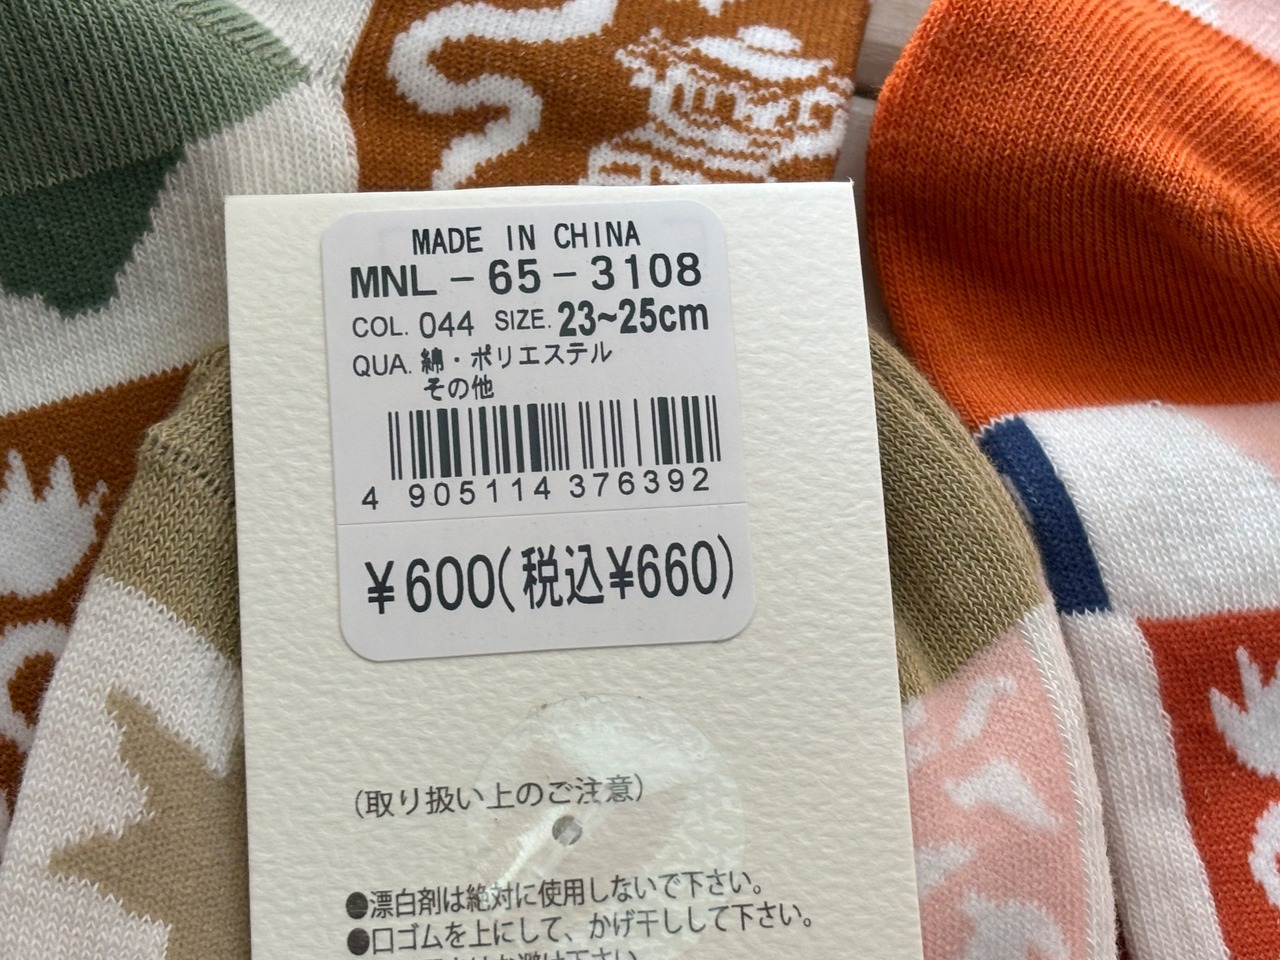 MADE IN CHINA
MNL-65-3108
COL. 044 SIZE. 23~25cm
QUA. 綿・ポリエステル
その他
4 905114 376392
¥600(税込¥660)
(取り扱い上のご注意)
●漂白剤は絶対に使用しないで下さい。
●口ゴムを上にして、かげ干しして下さい。